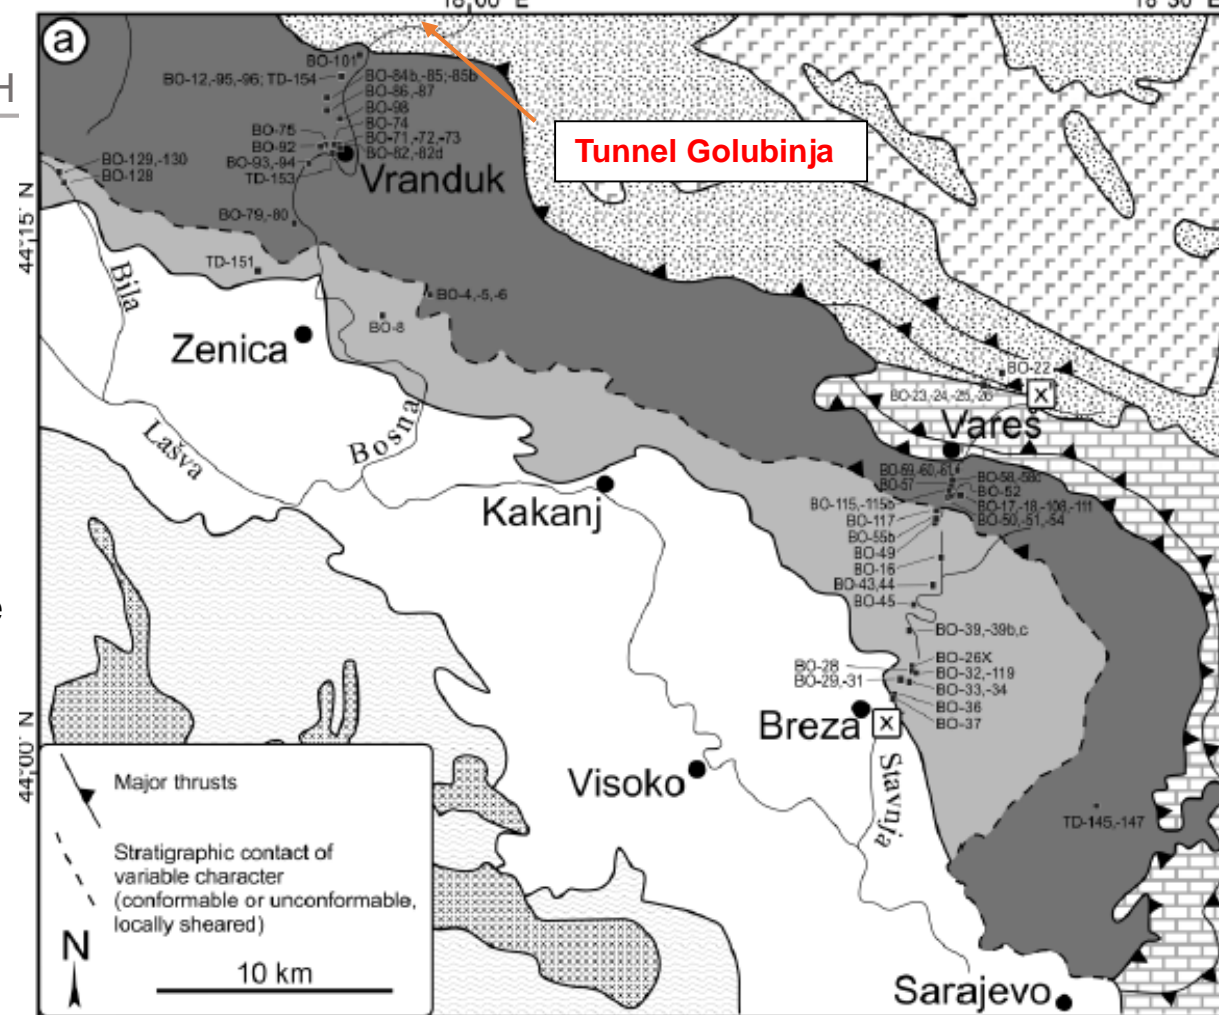 18°00' E
18°30' E
a
H
BO-101
BO-12,-95,-96; TD-154
BO-84b,-85;-85b
BO-86,-87
BO-98
BO-74
BO-75
BO-71,-72,-73
BO-92
BO-82,-82d
BO-93,-94
TD-153
Tunnel Golubinja
BO-129,-130
BO-128
Vranduk
44°15' N
BO-79,-80
TD-151
Bila
BO-4,-5,-6
BO-8
Zenica
BO-22
BO-23,-24,-25,-26
X
Vareš
Lašva
Bosna
Kakanj
BO-59,-60,-61
BO-57
BO-58,-58c
BO-52
BO-115,-115b
BO-17,-18,-108,-111
BO-117
BO-50,-51,-54
BO-55b
BO-49
BO-16
BO-43,44
BO-45
e
BO-39,-39b,c
BO-26X
BO-28
BO-32,-119
BO-29,-31
BO-33,-34
BO-36
BO-37
Breza
X
44°00' N
Visoko
Stavnja
TD-145,-147
Major thrusts
Stratigraphic contact of
variable character
(conformable or unconformable,
locally sheared)
N
10 km
Sarajevo